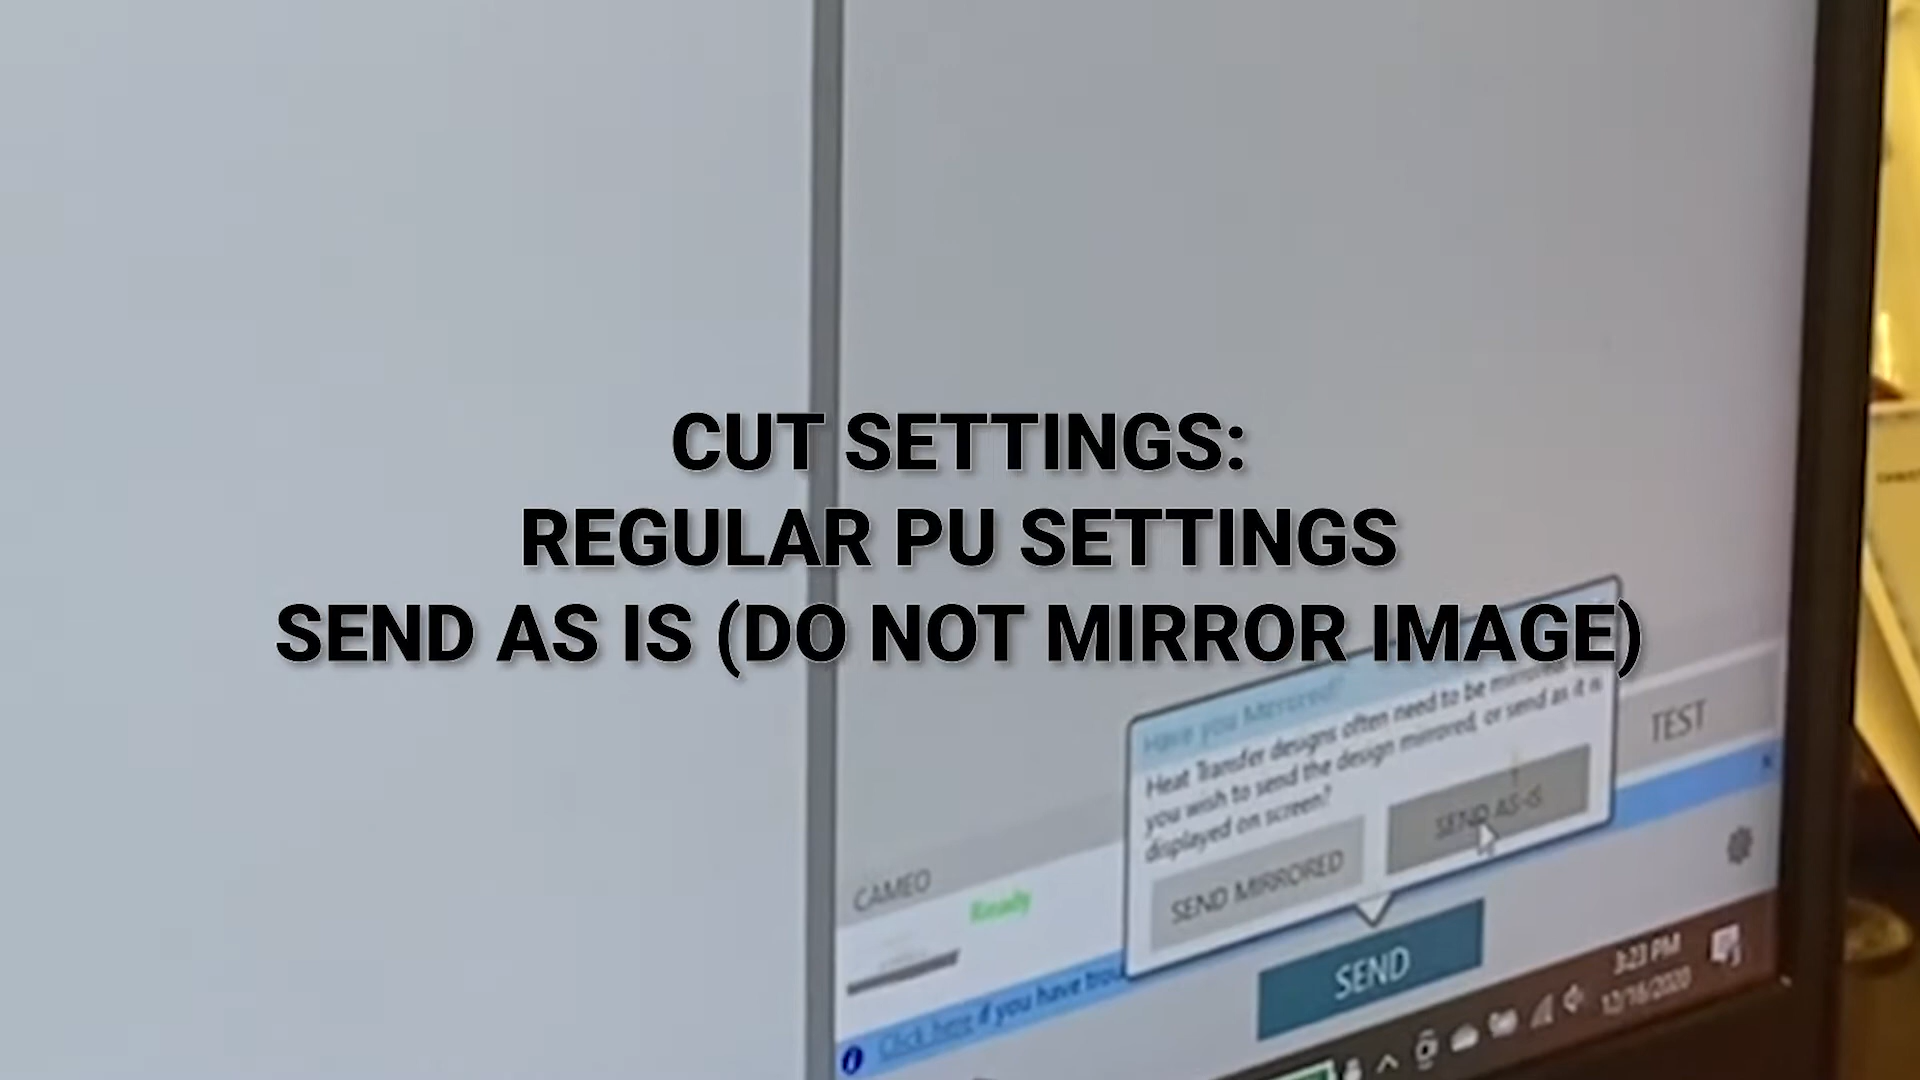 CUT SETTINGS:
REGULAR PU SETTINGS
SEND AS IS (DO NOT MIRROR IMAGE)
Have you Mirrored?
Heat Transfer designs often need to be mirrored
you wish to send the design mirrored, or send as it is
displayed on screen?
SEND MIRRORED
SEND AS-IS
TEST
CAMEO
Ready
SEND
Click here if you have
3:23 PM
12/16/2020